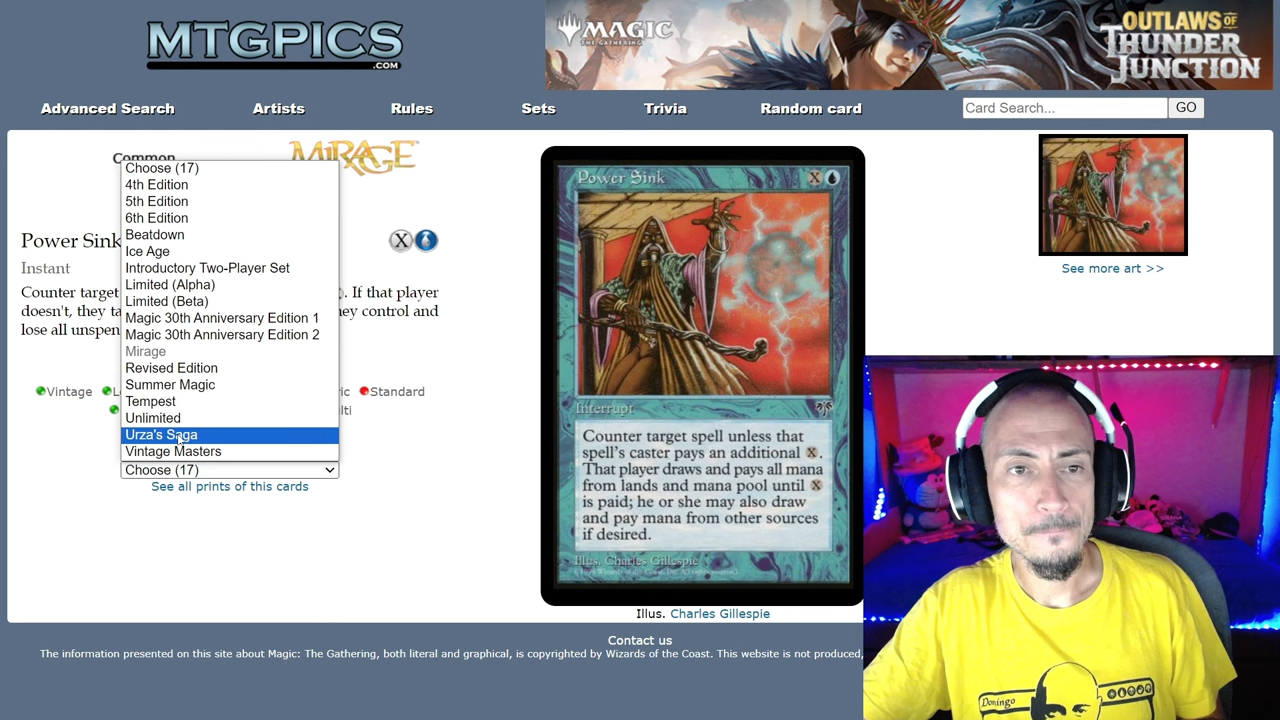 MTGPICS
.COM
MAGIC
THE GATHERING
OUTLAWS OF
THUNDER
JUNCTION
Advanced Search
Artists
Rules
Sets
Trivia
Random card
Card Search...
GO
Common
MIRAGE
Choose (17)
4th Edition
5th Edition
6th Edition
Beatdown
Ice Age
Introductory Two-Player Set
Limited (Alpha)
Limited (Beta)
Magic 30th Anniversary Edition 1
Magic 30th Anniversary Edition 2
Mirage
Revised Edition
Summer Magic
Tempest
Unlimited
Urza's Saga
Vintage Masters
Choose (17)
See all prints of this cards
Power Sink
X
Instant
Counter target . If that player
doesn't, they ey control and
lose all unspen
Vintage
Standard
Power Sink X
Interrupt
Counter target spell unless that
spell's caster pays an additional X.
That player draws and pays all mana
from lands and mana pool until X
is paid; he or she may also draw
and pay mana from other sources
if desired.
Illus. Charles Gillespie
Illus. Charles Gillespie
See more art >>
Contact us
The information presented on this site about Magic: The Gathering, both literal and graphical, is copyrighted by Wizards of the Coast. This website is not produced,
Domingo